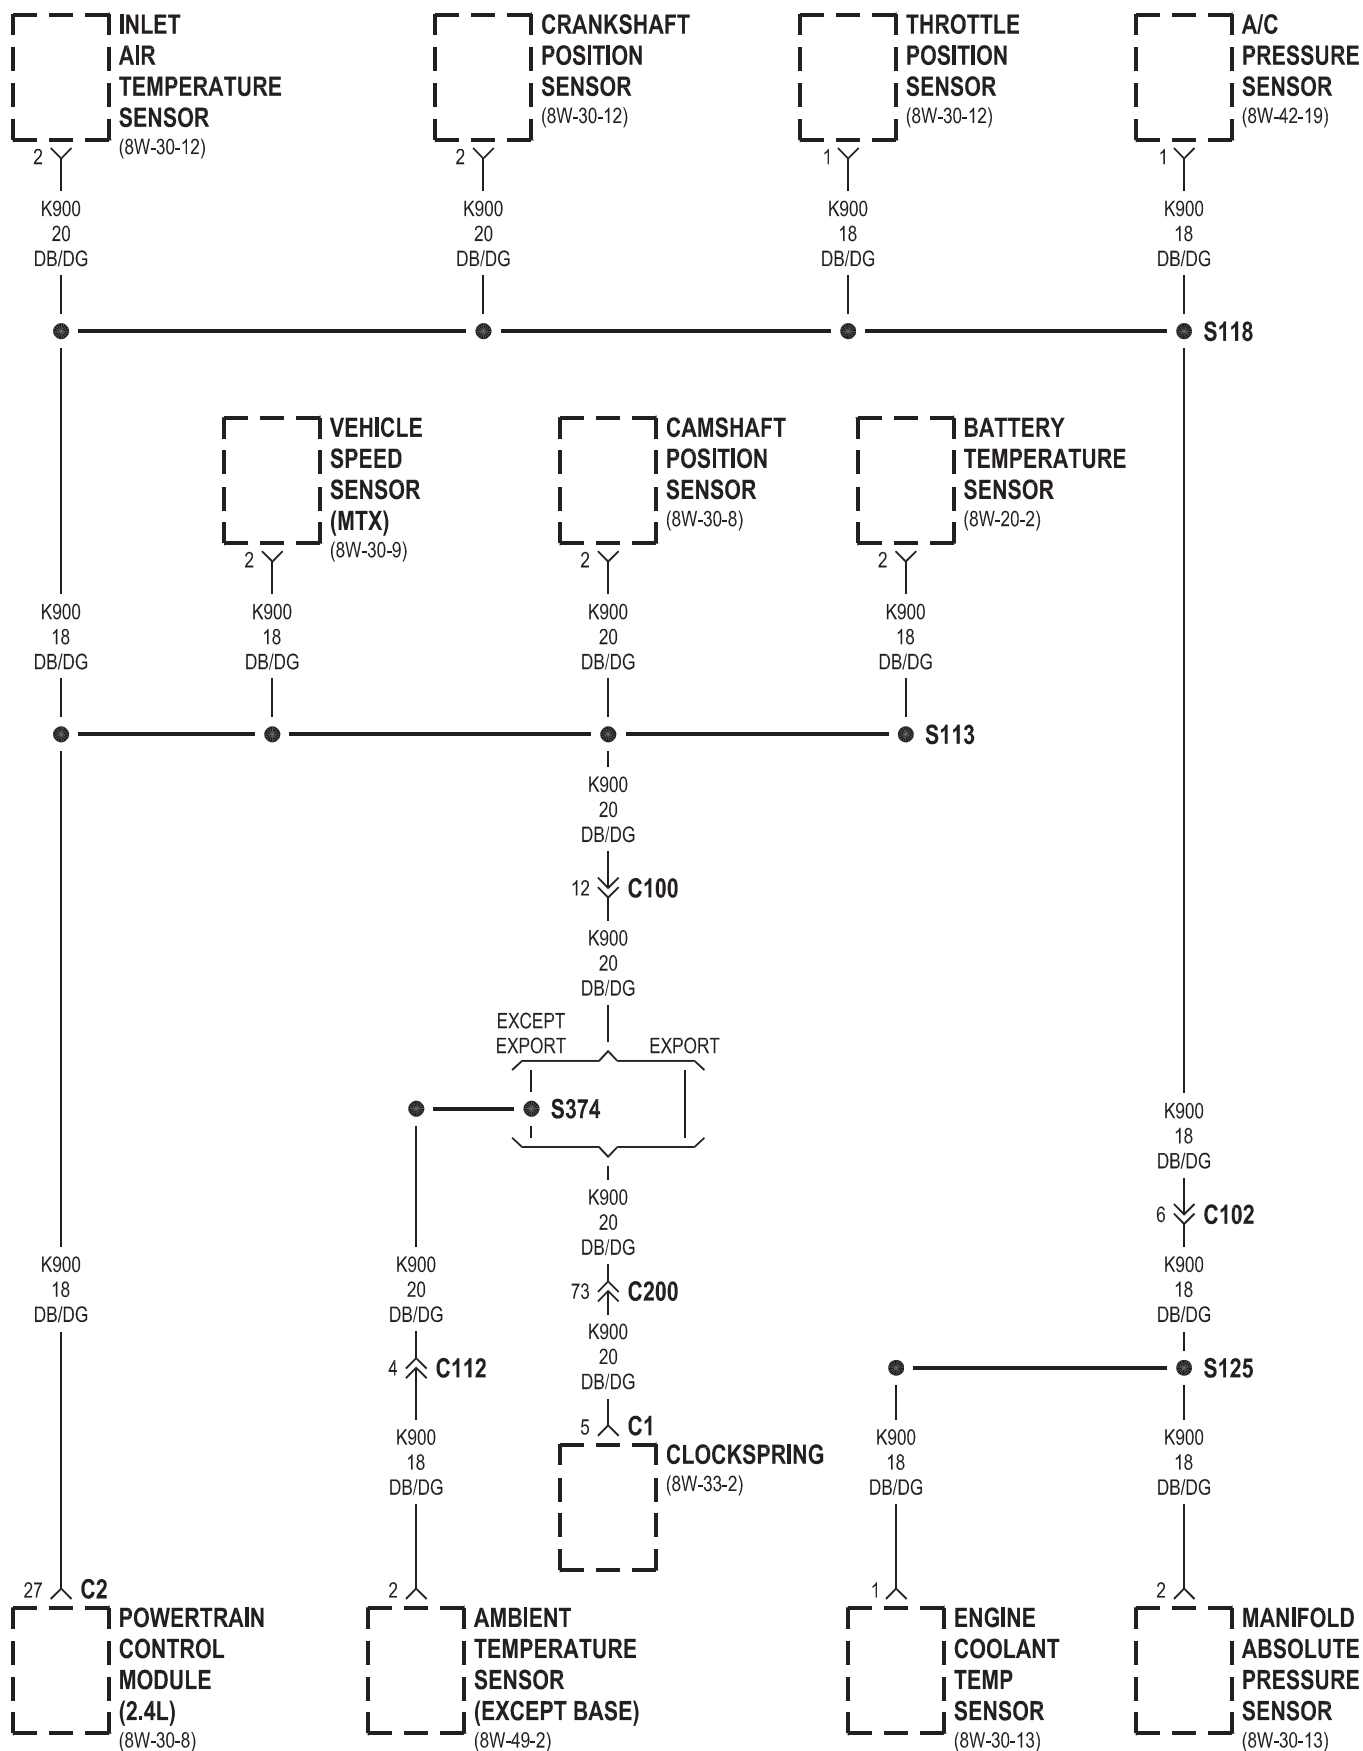 INLET
AIR
TEMPERATURE
SENSOR
(8W-30-12)
2
K900
20
DB/DG
CRANKSHAFT
POSITION
SENSOR
(8W-30-12)
2
K900
20
DB/DG
THROTTLE
POSITION
SENSOR
(8W-30-12)
1
K900
18
DB/DG
A/C
PRESSURE
SENSOR
(8W-42-19)
1
K900
18
DB/DG
S118
K900
18
DB/DG
VEHICLE
SPEED
SENSOR
(MTX)
(8W-30-9)
2
K900
18
DB/DG
CAMSHAFT
POSITION
SENSOR
(8W-30-8)
2
K900
20
DB/DG
BATTERY
TEMPERATURE
SENSOR
(8W-20-2)
2
K900
18
DB/DG
S113
K900
20
DB/DG
12
C100
K900
20
DB/DG
EXCEPT
EXPORT
EXPORT
S374
K900
20
DB/DG
73
C200
K900
20
DB/DG
5
C1
CLOCKSPRING
(8W-33-2)
K900
18
DB/DG
27
C2
POWERTRAIN
CONTROL
MODULE
(2.4L)
(8W-30-8)
K900
20
DB/DG
4
C112
K900
18
DB/DG
2
AMBIENT
TEMPERATURE
SENSOR
(EXCEPT BASE)
(8W-49-2)
K900
18
DB/DG
6
C102
K900
18
DB/DG
S125
K900
18
DB/DG
1
ENGINE
COOLANT
TEMP
SENSOR
(8W-30-13)
K900
18
DB/DG
2
MANIFOLD
ABSOLUTE
PRESSURE
SENSOR
(8W-30-13)